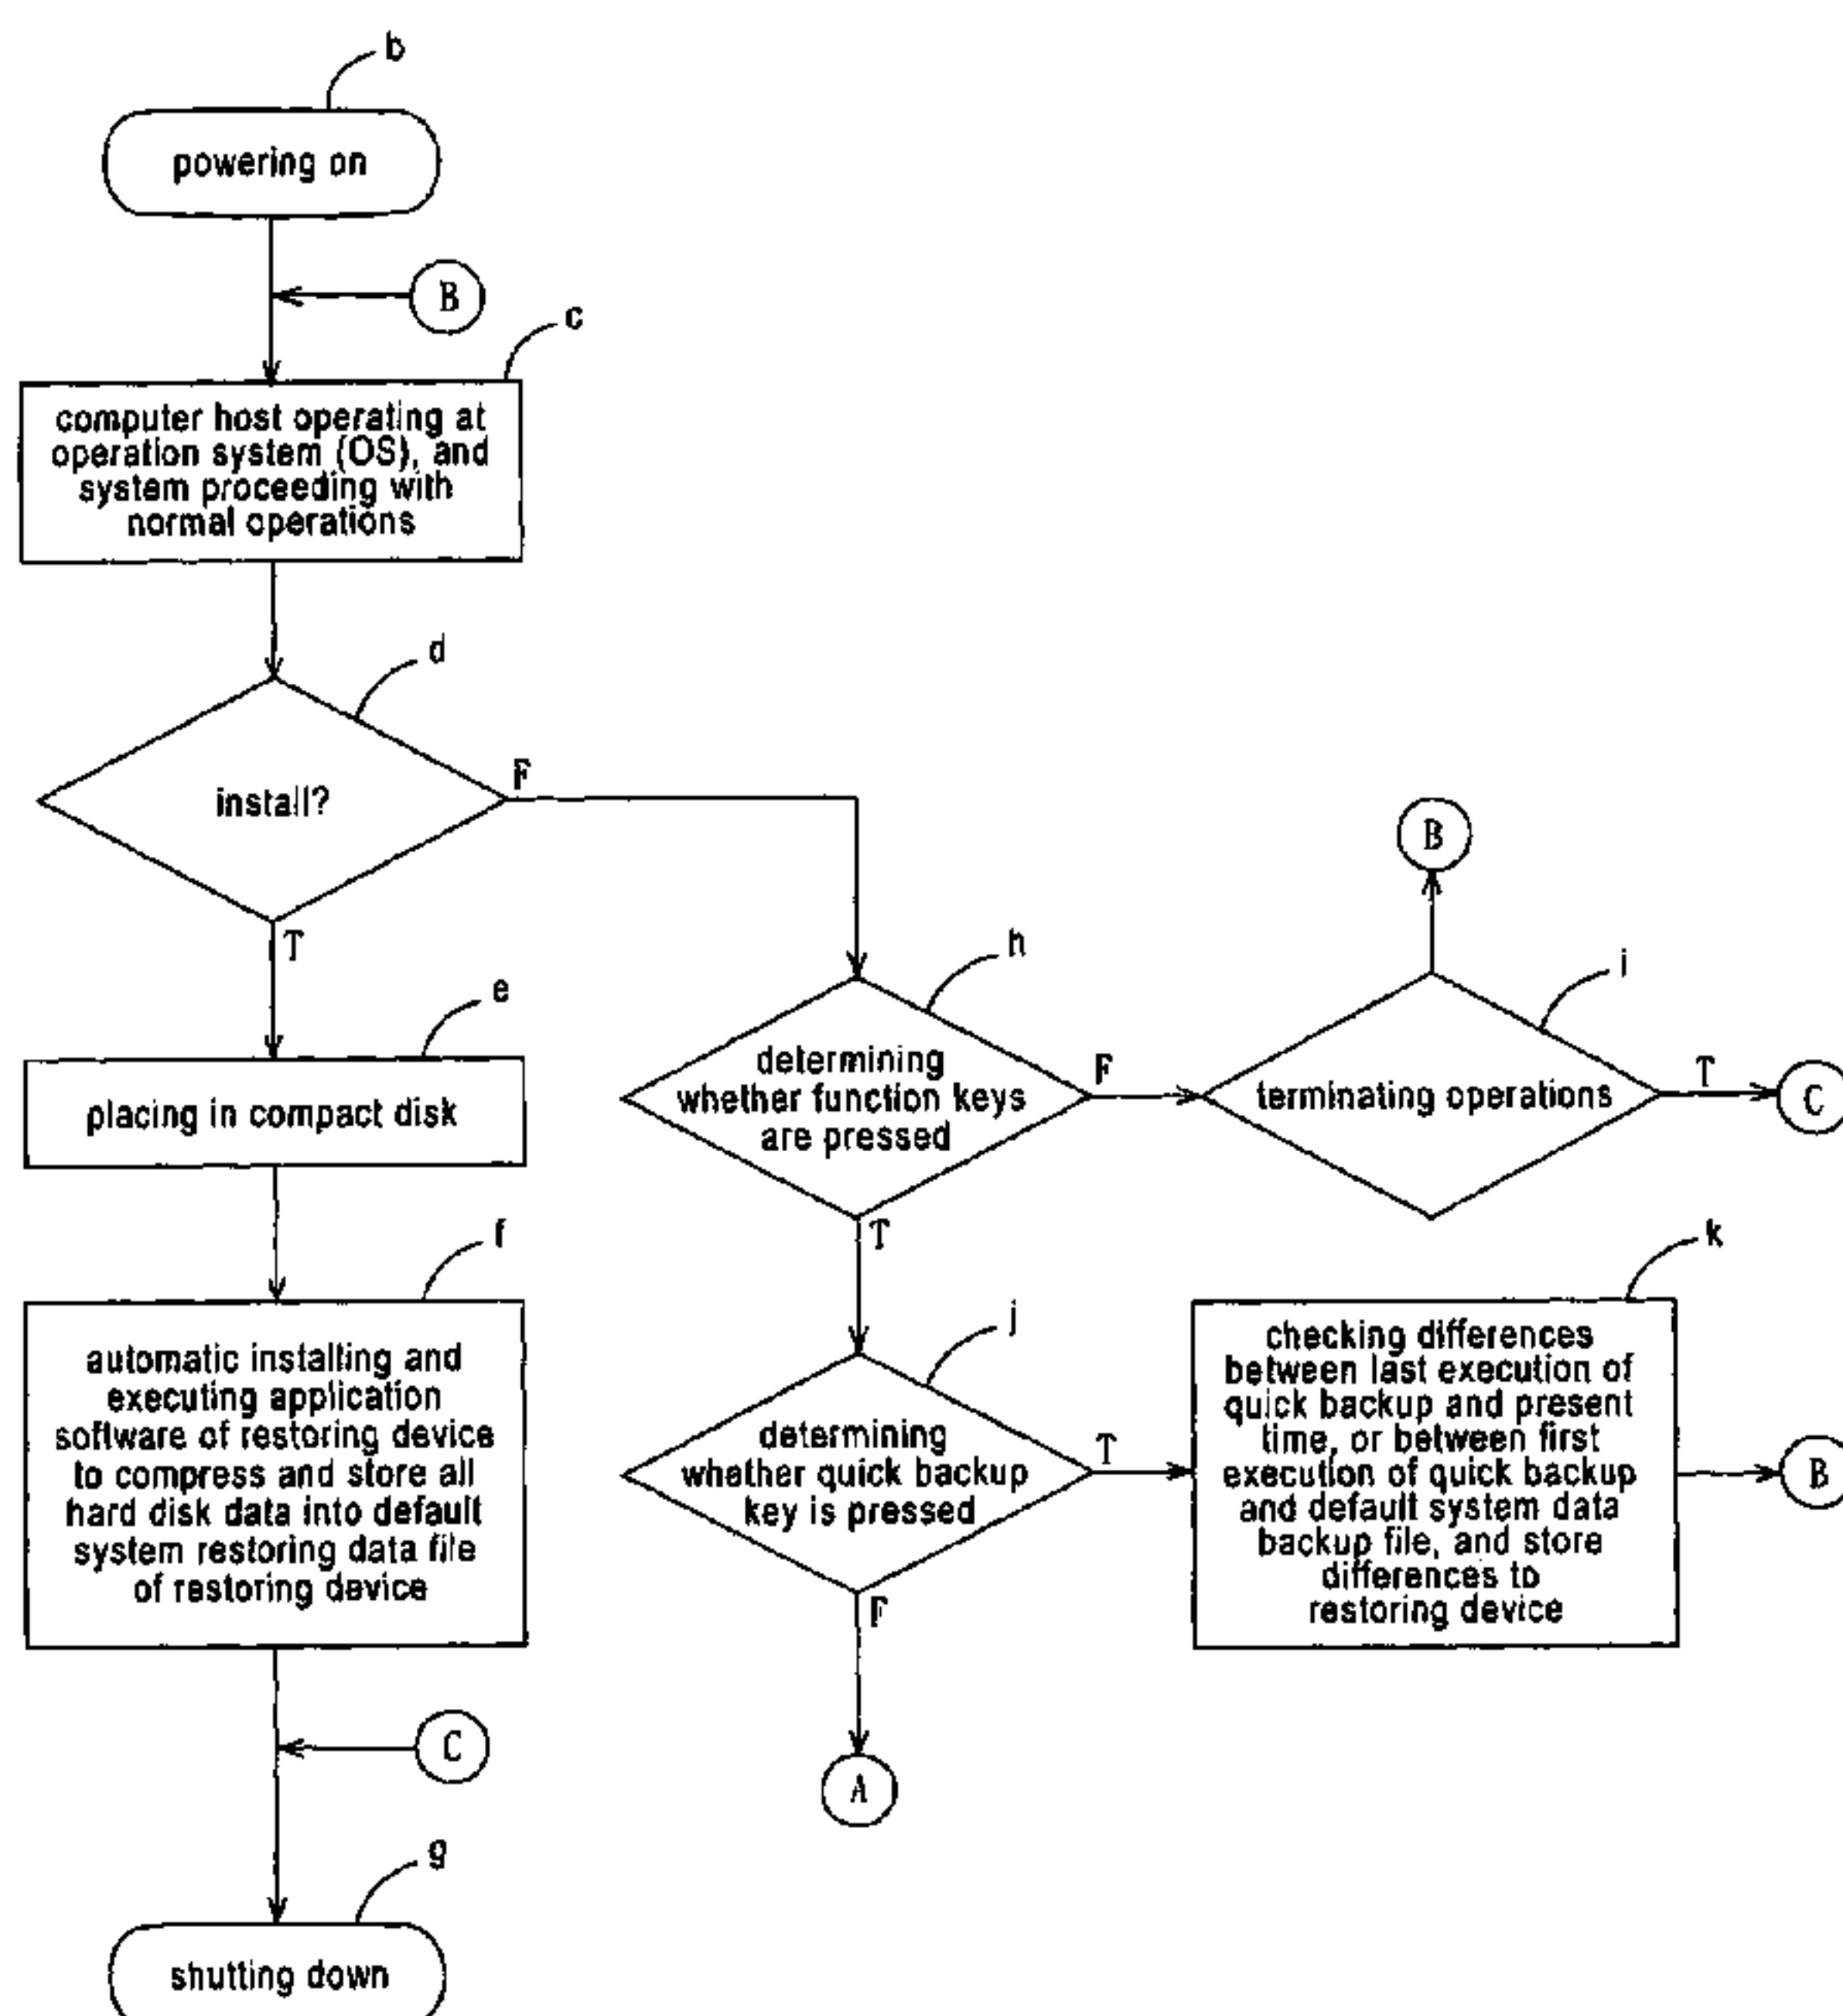 b
powering on
B
c
computer host operating at
operation system (OS), and
system proceeding with
normal operations
d
install?
F
T
e
placing in compact disk
f
automatic installing and
executing application
software of restoring device
to compress and store all
hard disk data into default
system restoring data file
of restoring device
C
g
shutting down
h
determining
whether function keys
are pressed
F
T
B
i
terminating operations
T
C
j
determining
whether quick backup
key is pressed
T
F
A
k
checking differences
between last execution of
quick backup and present
time, or between first
execution of quick backup
and default system data
backup file, and store
differences to
restoring device
B